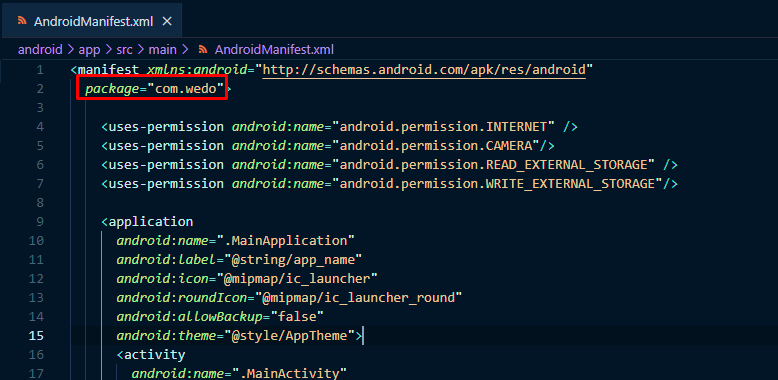 AndroidManifest.xml ×
android > app > src > main > AndroidManifest.xml
1 <manifest xmlns:android="http://schemas.android.com/apk/res/android"
2 package="com.wedo">
3
4 <uses-permission android:name="android.permission.INTERNET" />
5 <uses-permission android:name="android.permission.CAMERA"/>
6 <uses-permission android:name="android.permission.READ_EXTERNAL_STORAGE" />
7 <uses-permission android:name="android.permission.WRITE_EXTERNAL_STORAGE"/>
8
9 <application
10 android:name=".MainApplication"
11 android:label="@string/app_name"
12 android:icon="@mipmap/ic_launcher"
13 android:roundIcon="@mipmap/ic_launcher_round"
14 android:allowBackup="false"
15 android:theme="@style/AppTheme">
16 <activity
17 android:name=".MainActivity"